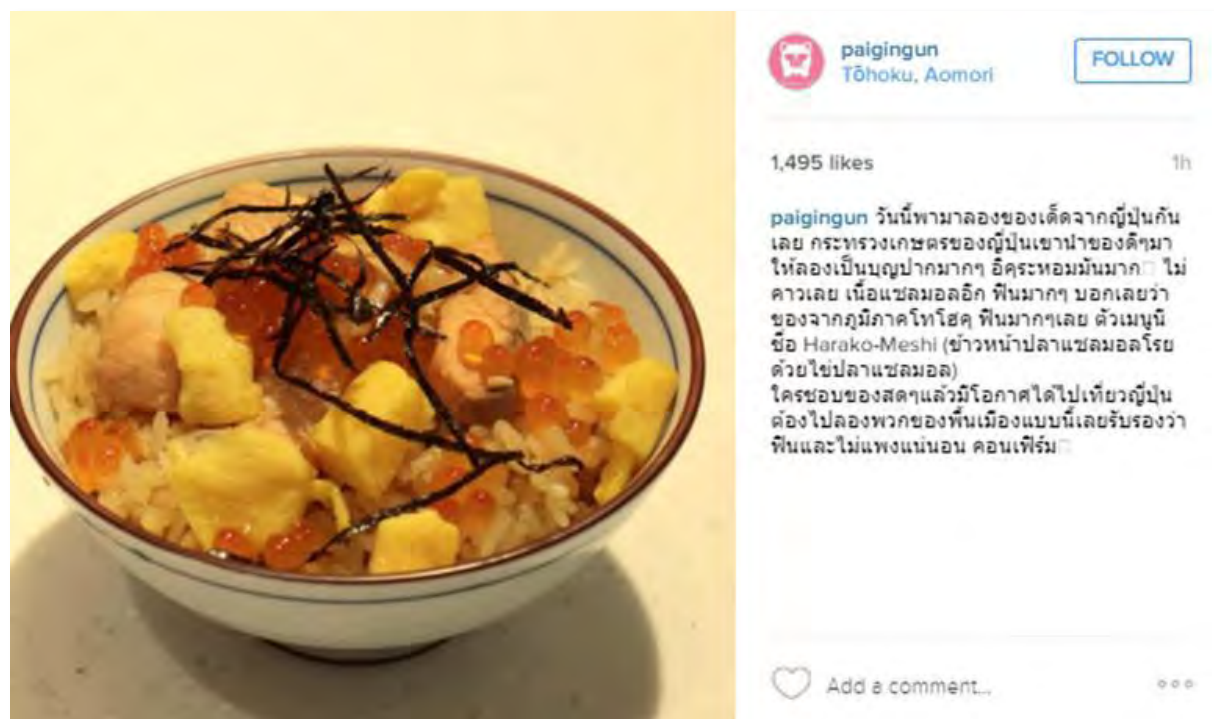 paigingun
Tōhoku, Aomori
FOLLOW
1,495 likes
1h
paigingun วันนี้พามาลองของเด็ดจากญี่ปุ่นกัน
เลย กระทรวงเกษตรของญี่ปุ่นเขานำของดีๆมา
ให้ลองเป็นบุญปากมากๆ อิคุระหอมมันมาก ไม่
คาวเลย เนื้อแซลมอลอีก ฟินมากๆ บอกเลยว่า
ของจากภูมิภาคโทโฮคุ ฟินมากๆเลย ตัวเมนูนี้
ชื่อ Harako-Meshi (ข้าวหน้าปลาแซลมอลโรย
ด้วยไข่ปลาแซลมอล)
ใครชอบของสดๆแล้วมีโอกาศได้ไปเที่ยวญี่ปุ่น
ต้องไปลองพวกของพื้นเมืองแบบนี้เลยรับรองว่า
ฟินและไม่แพงแน่นอน คอนเฟิร์ม
Add a comment...